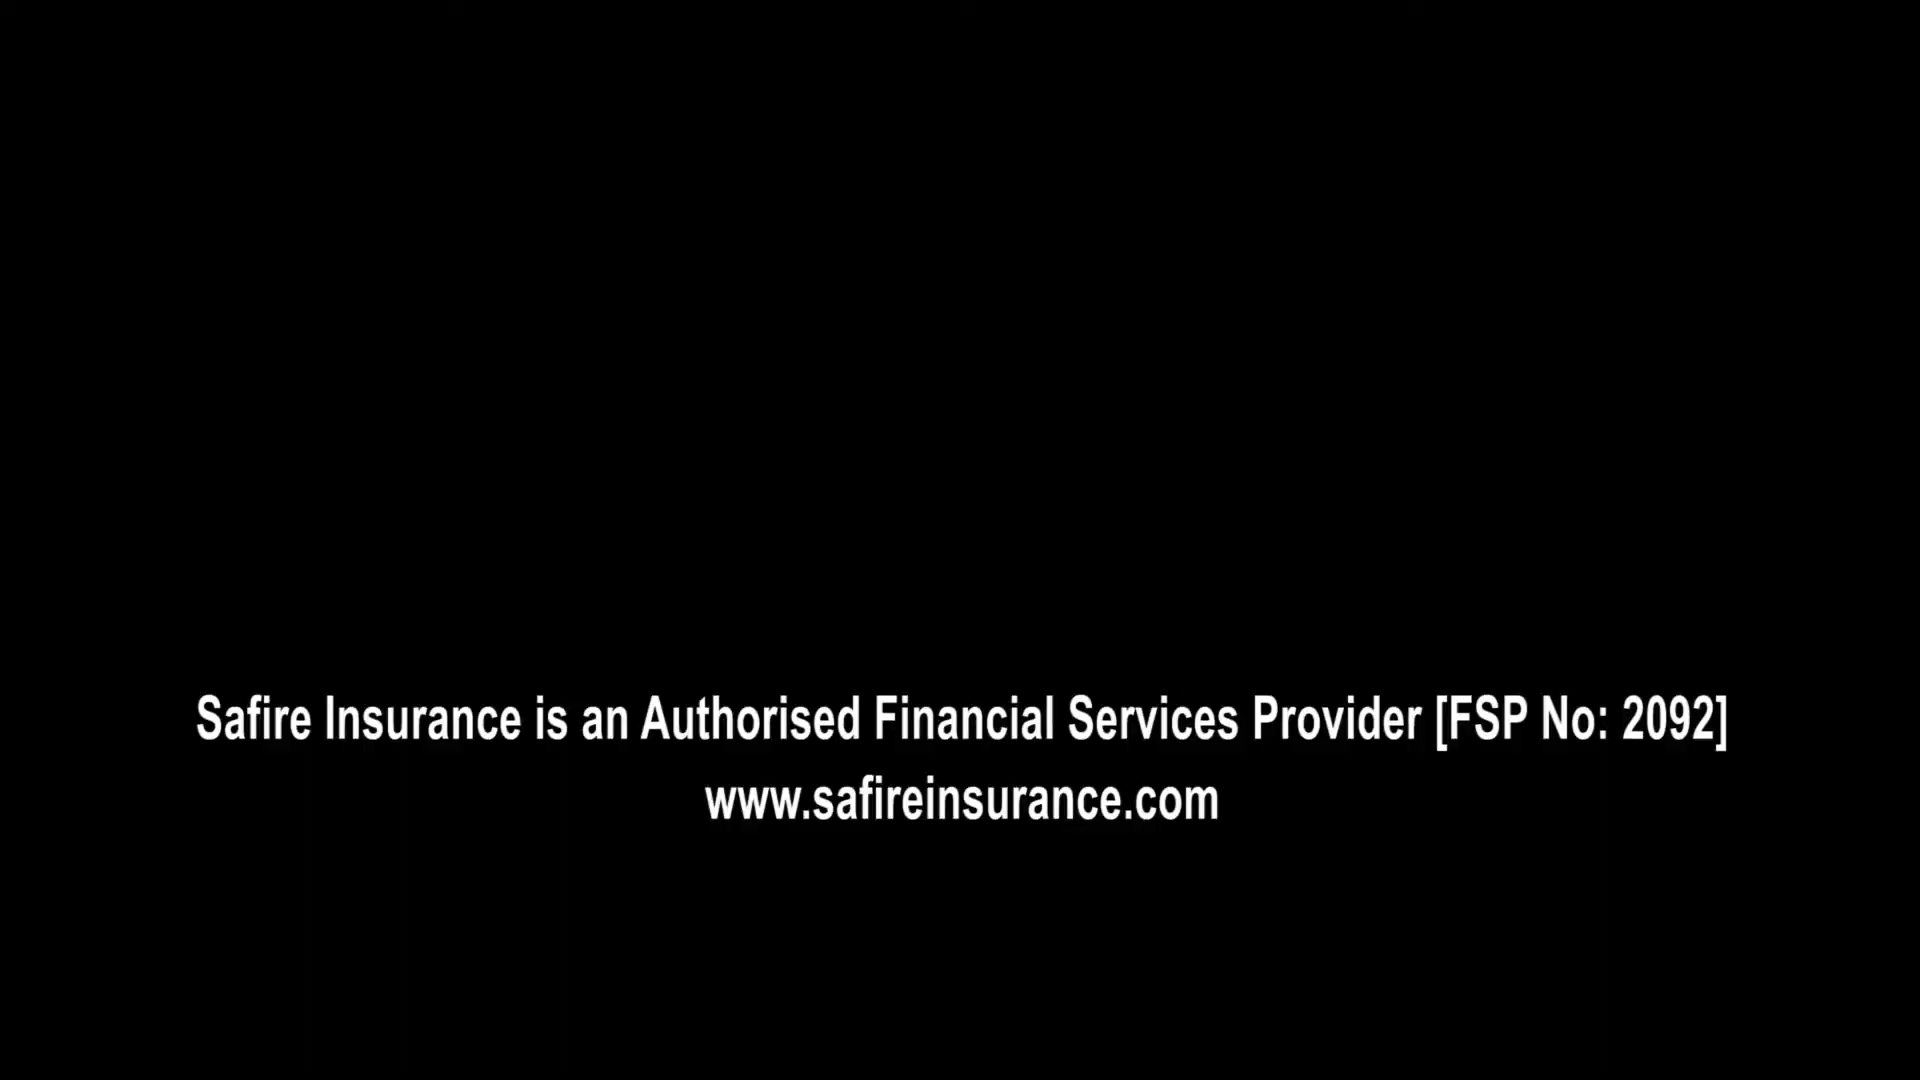 Safire Insurance is an Authorised Financial Services Provider [FSP No: 2092]
www.safireinsurance.com